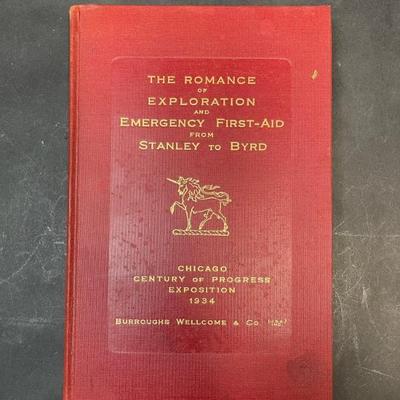 THE ROMANCE
OF
EXPLORATION
AND
EMERGENCY FIRST-AID
FROM
STANLEY TO BYRD
CHICAGO
CENTURY OF PROGRESS
EXPOSITION
1934
BURROUGHS WELLCOME & CO. (U.S.A.) INC.